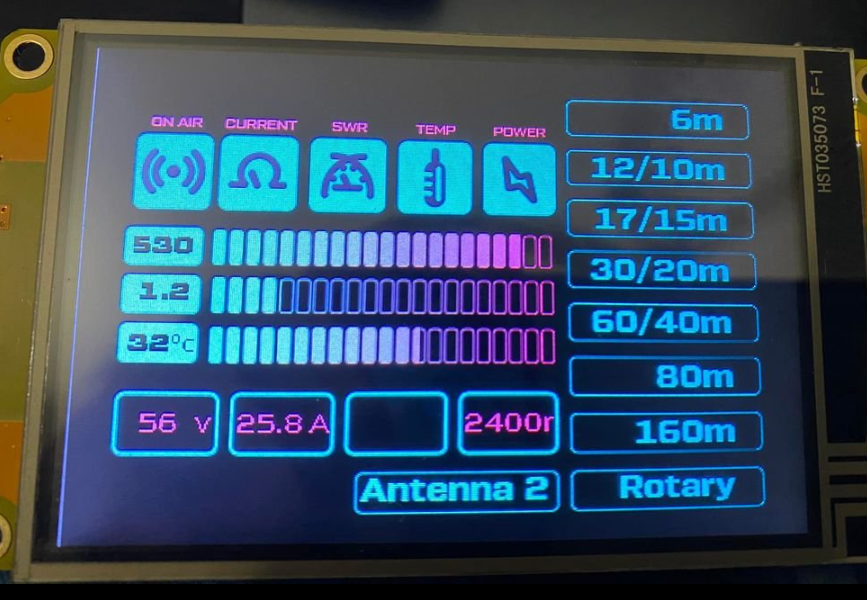 ON AIR CURRENT SWR TEMP POWER
530
1.2
32°C
56 V 25.8 A 2400r
Antenna 2
6m
12/10m
17/15m
30/20m
60/40m
80m
160m
Rotary
HST035073 F-1